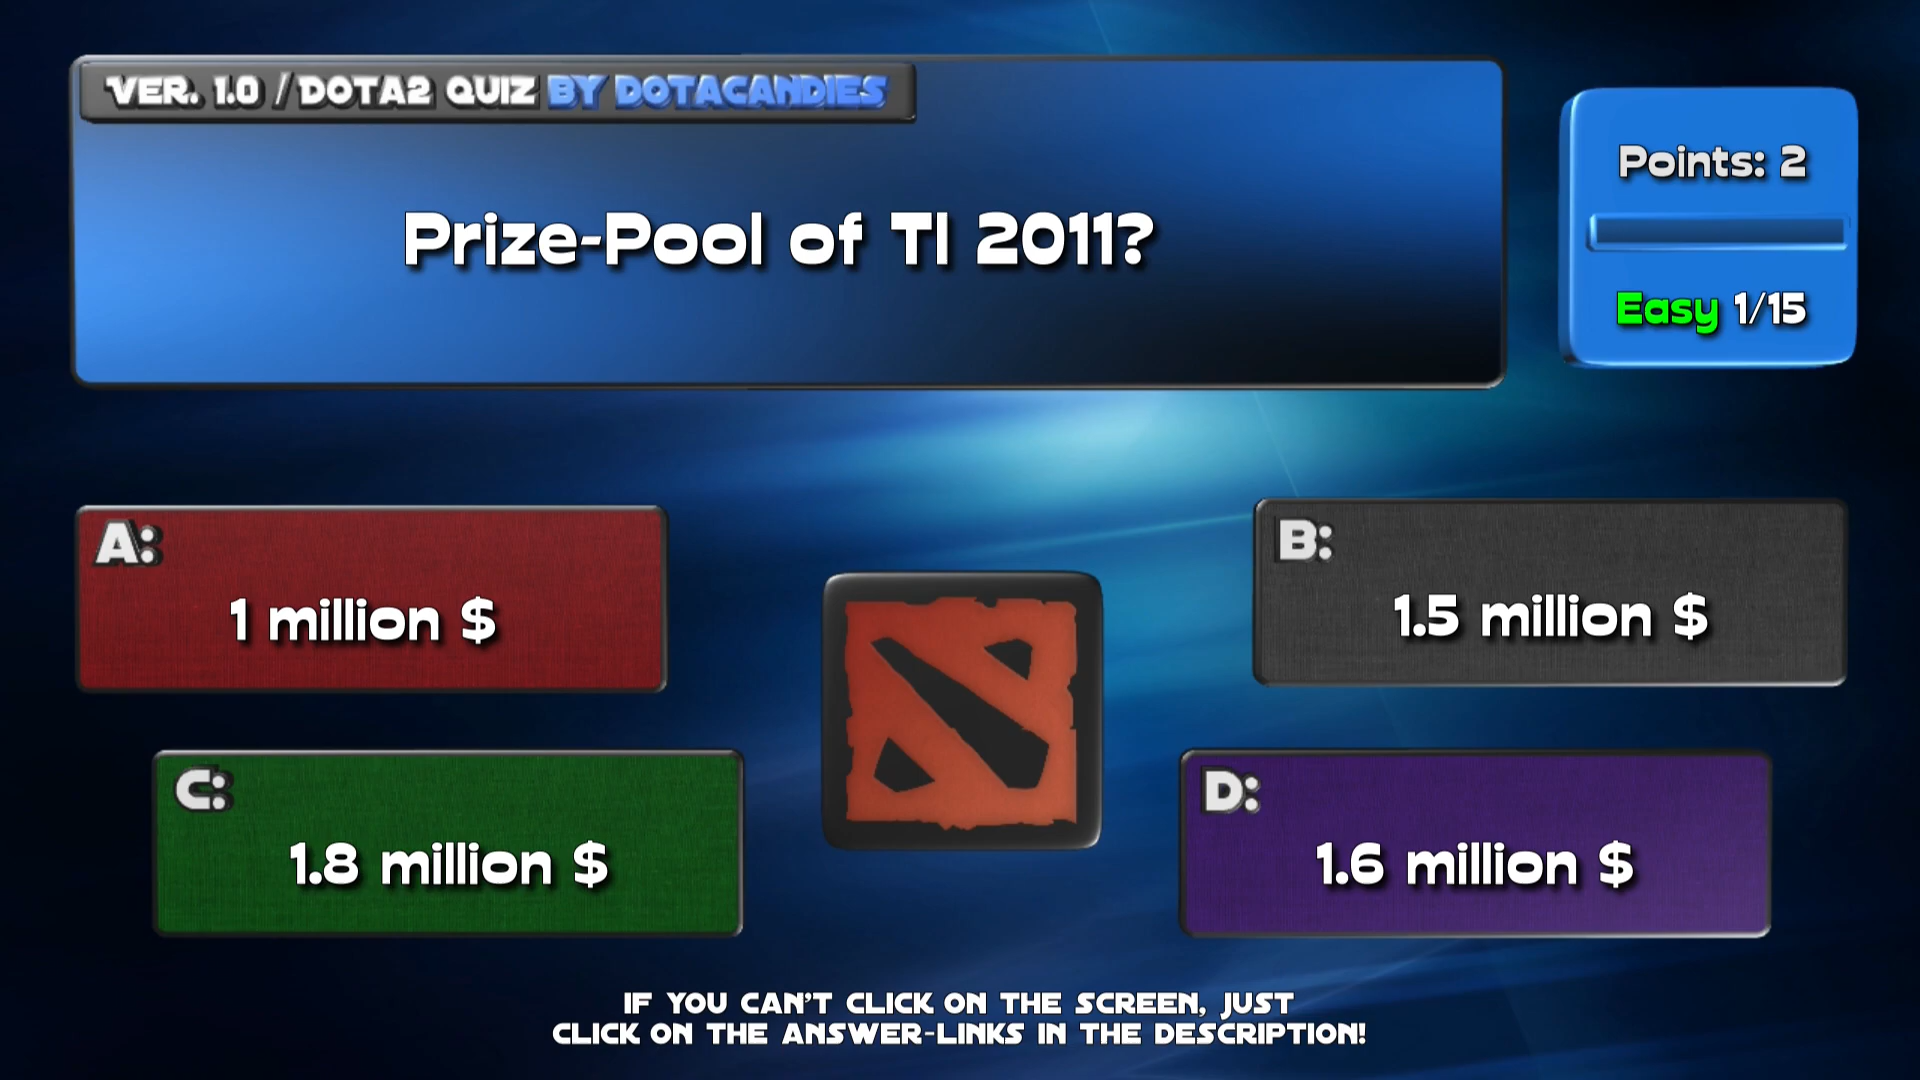 VER. 1.0 / DOTA2 QUIZ BY DOTACANDIES
Prize-Pool of TI 2011?
Points: 2
Easy 1/15
A:
1 million $
B:
1.5 million $
C:
1.8 million $
D:
1.6 million $
IF YOU CAN'T CLICK ON THE SCREEN, JUST
CLICK ON THE ANSWER-LINKS IN THE DESCRIPTION!